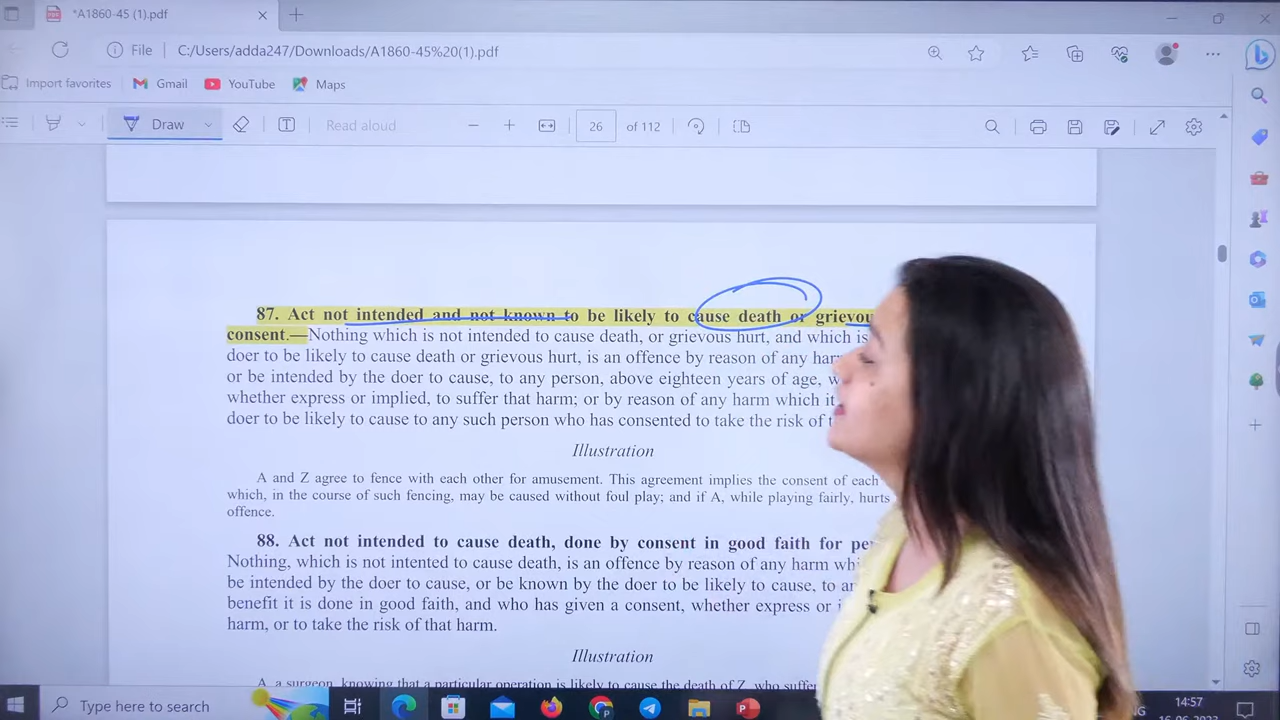 *A1860-45 (1).pdf
File C:/Users/adda247/Downloads/A1860-45%20(1).pdf
Import favorites Gmail YouTube Maps
Draw Read aloud 26 of 112
87. Act not intended and not known to be likely to cause death or grievou
consent.—Nothing which is not intended to cause death, or grievous hurt, and which is
doer to be likely to cause death or grievous hurt, is an offence by reason of any har
or be intended by the doer to cause, to any person, above eighteen years of age, w
whether express or implied, to suffer that harm; or by reason of any harm which it
doer to be likely to cause to any such person who has consented to take the risk of t
Illustration
A and Z agree to fence with each other for amusement. This agreement implies the consent of each
which, in the course of such fencing, may be caused without foul play; and if A, while playing fairly, hurts
offence.
88. Act not intended to cause death, done by consent in good faith for pe
Nothing, which is not intented to cause death, is an offence by reason of any harm whi
be intended by the doer to cause, or be known by the doer to be likely to cause, to an
benefit it is done in good faith, and who has given a consent, whether express or i
harm, or to take the risk of that harm.
Illustration
A, a surgeon, knowing that a particular operation is likely to cause the death of Z, who suffer
Type here to search
14:57
NG
16-06-2023